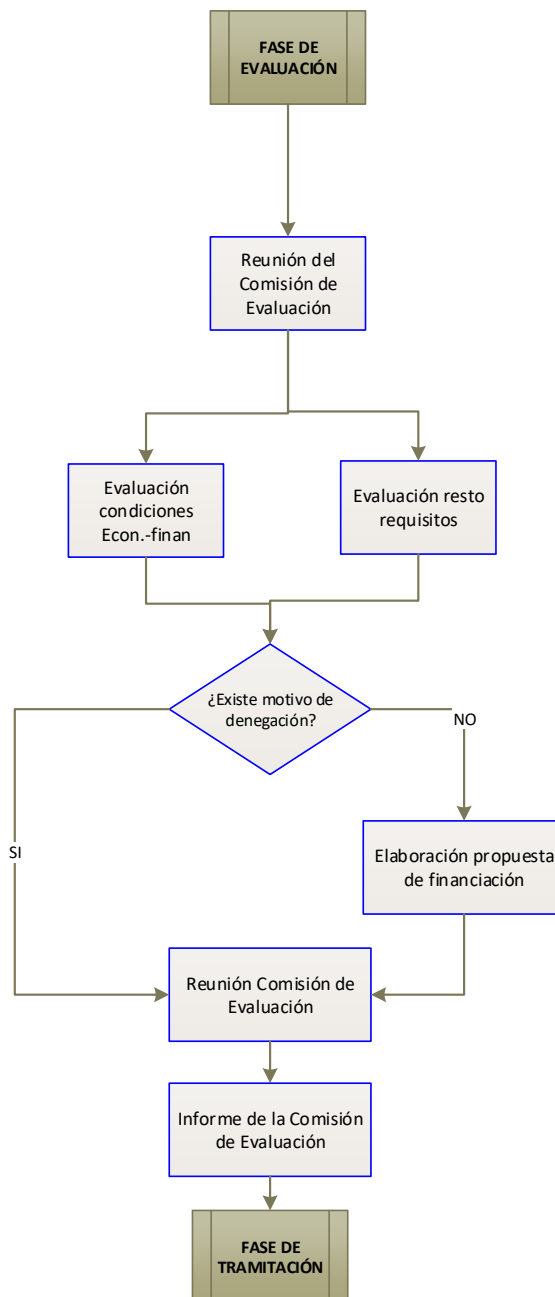 FASE DE
EVALUACIÓN
Reunión del
Comisión de
Evaluación
Evaluación
condiciones
Econ.-finan
Evaluación resto
requisitos
¿Existe motivo de
denegación?
NO
SI
Elaboración propuesta
de financiación
Reunión Comisión de
Evaluación
Informe de la Comisión
de Evaluación
FASE DE
TRAMITACIÓN